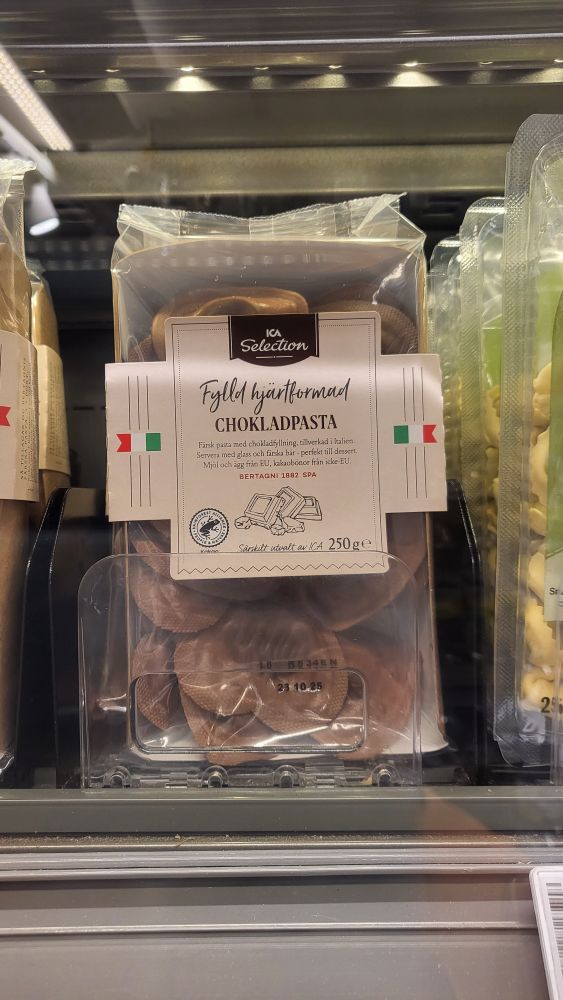 ICA
Selection
Fylld hjärtformad
CHOKLADPASTA
Färsk pasta med chokladfyllning, tillverkad i Italien.
Servera med glass och färska bär - perfekt till dessert.
Mjöl och ägg från EU, kakaobönor från icke-EU.
BERTAGNI 1882 SPA
Kakao
Särskilt utvalt av ICA 250 g e
23 10 25